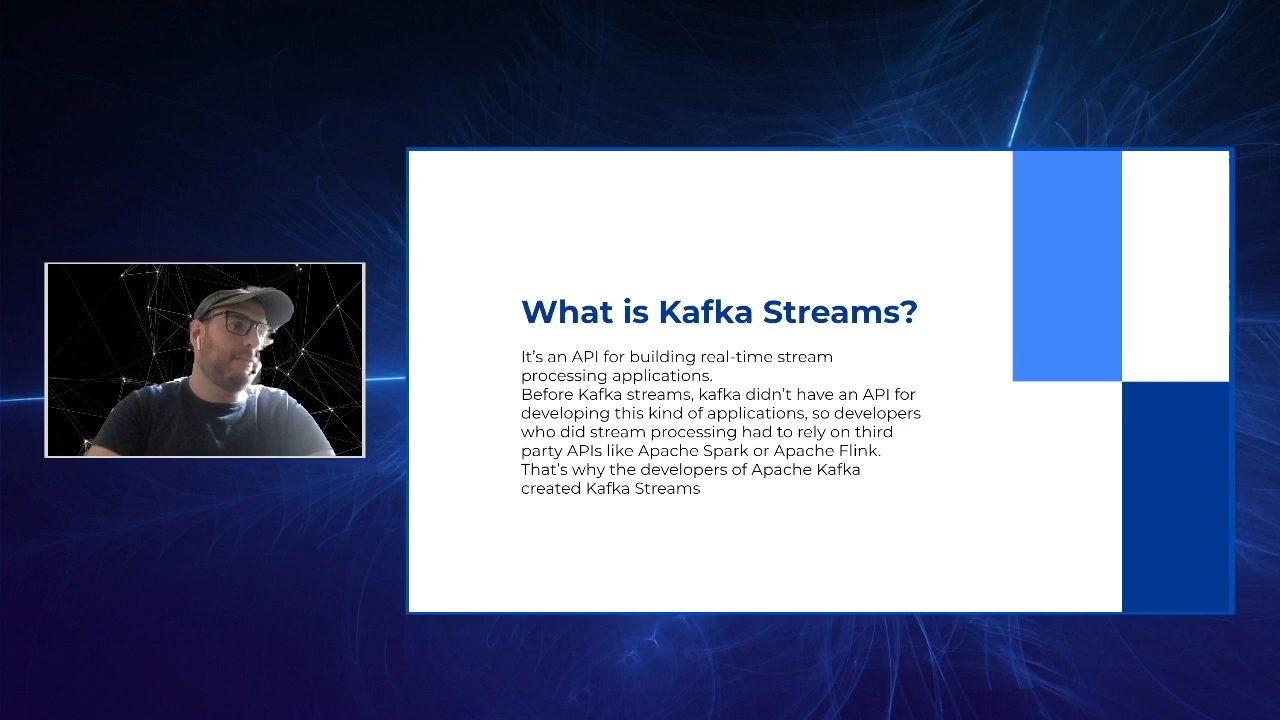 What is Kafka Streams?
It's an API for building real-time stream
processing applications.
Before Kafka streams, kafka didn't have an API for
developing this kind of applications, so developers
who did stream processing had to rely on third
party APIs like Apache Spark or Apache Flink.
That's why the developers of Apache Kafka
created Kafka Streams